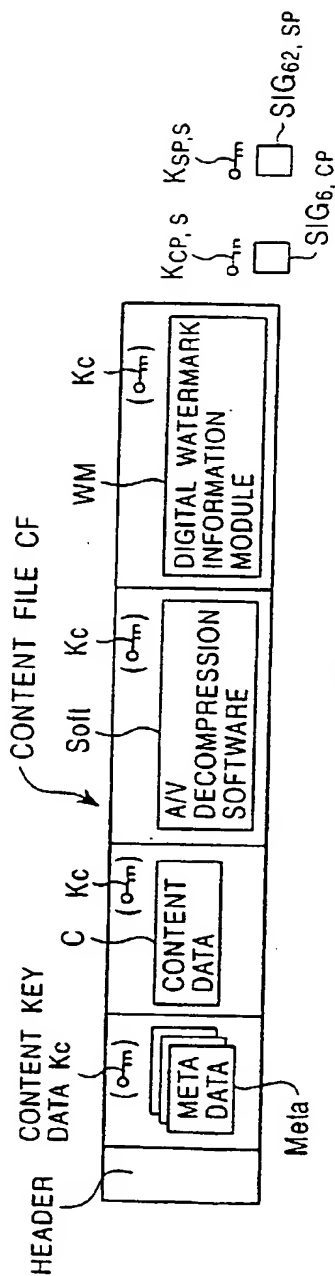 CONTENT FILE CF
HEADER
CONTENT KEY
DATA Kc
C
Kc
Soft
Kc
WM
Kc
KCP, S
KSP,S
META
DATA
CONTENT
DATA
A/V
DECOMPRESSION
SOFTWARE
DIGITAL WATERMARK
INFORMATION
MODULE
Meta
SIG6, CP
SIG62, SP